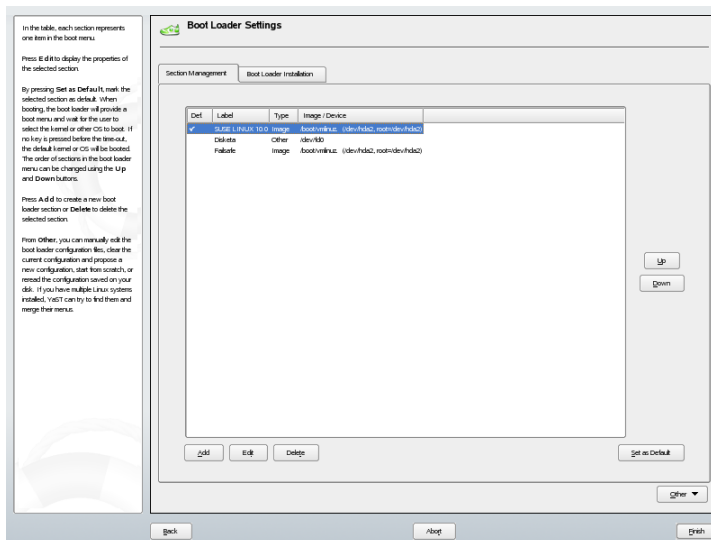 In the table, each section represents
one item in the boot menu.
Press Edit to display the properties of
the selected section.
By pressing Set as Default, mark the
selected section as default. When
booting, the boot loader will provide a
boot menu and wait for the user to
select the kernel or other OS to boot. If
no key is pressed before the time-out,
the default kernel or OS will be booted.
The order of sections in the boot loader
menu can be changed using the Up
and Down buttons.
Press Add to create a new boot
loader section or Delete to delete the
selected section.
From Other, you can manually edit the
boot loader configuration files, clear the
current configuration and propose a
new configuration, start from scratch, or
reread the configuration saved on your
disk. If you have multiple Linux systems
installed, YaST can try to find them and
merge their menus.
Boot Loader Settings
Section Management Boot Loader Installation
Def. Label Type Image / Device
SUSE LINUX 10.0 Image /boot/vmlinuz (/dev/hda2, root=/dev/hda2)
Disketa Other /dev/fd0
Failsafe Image /boot/vmlinuz (/dev/hda2, root=/dev/hda2)
Up
Down
Add Edit Delete Set as Default
Other
Back Abort Finish